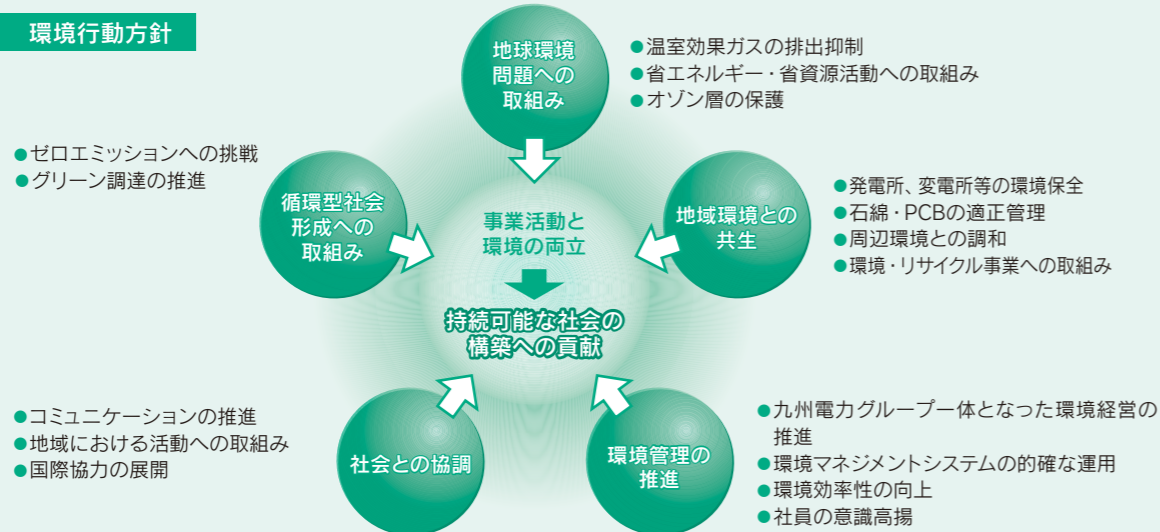 環境行動方針
地球環境
問題への
取組み
●温室効果ガスの排出抑制
●省エネルギー・省資源活動への取組み
●オゾン層の保護
●ゼロエミッションへの挑戦
●グリーン調達の推進
循環型社会
形成への
取組み
事業活動と
環境の両立
持続可能な社会の
構築への貢献
地域環境との
共生
●発電所、変電所等の環境保全
●石綿・PCBの適正管理
●周辺環境との調和
●環境・リサイクル事業への取組み
●コミュニケーションの推進
●地域における活動への取組み
●国際協力の展開
社会との協調
環境管理の
推進
●九州電力グループ一体となった環境経営の
推進
●環境マネジメントシステムの的確な運用
●環境効率性の向上
●社員の意識高揚